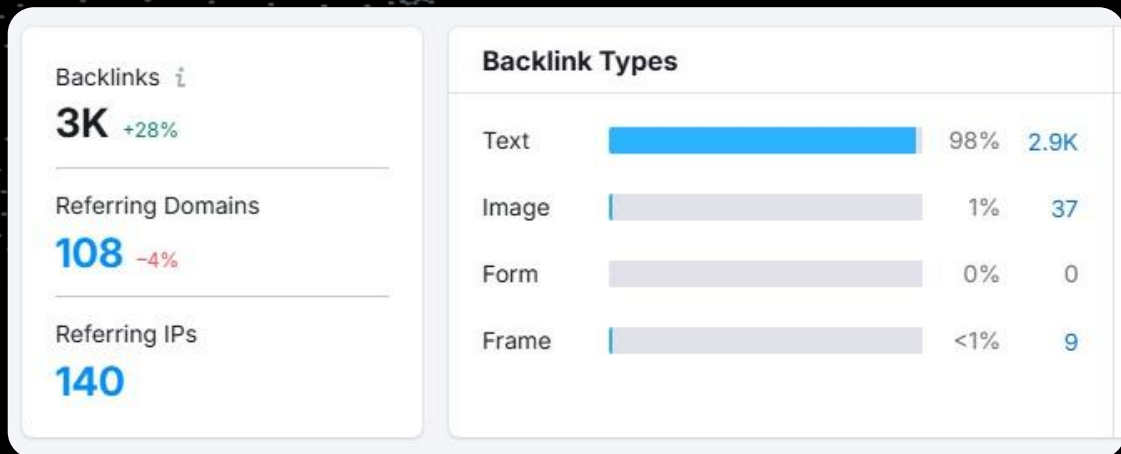 Backlinks i
3K +28%
Referring Domains
108 −4%
Referring IPs
140
Backlink Types
Text 98% 2.9K
Image 1% 37
Form 0% 0
Frame <1% 9